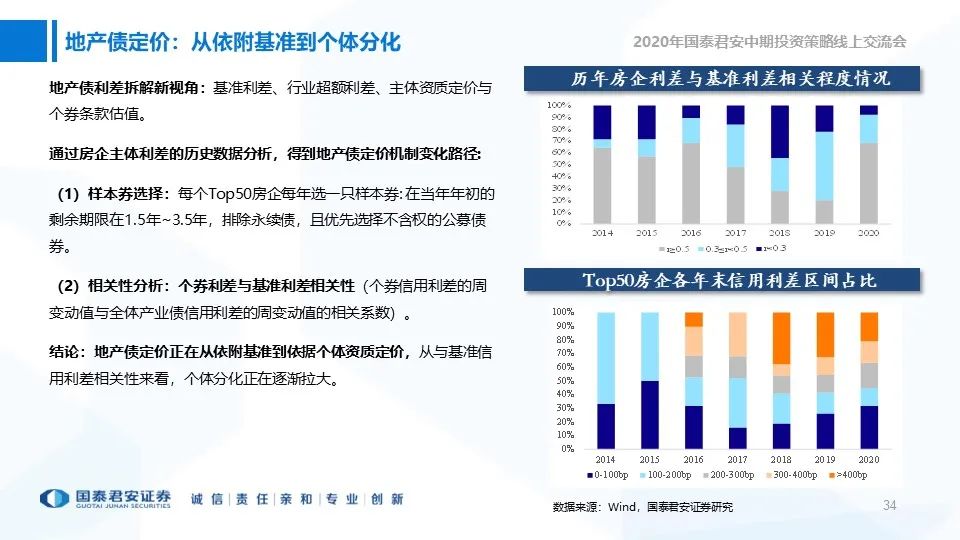 地产债定价：从依附基准到个体分化
2020年国泰君安中期投资策略线上交流会
地产债利差拆解新视角：基准利差、行业超额利差、主体资质定价与
个券条款估值。
通过房企主体利差的历史数据分析，得到地产债定价机制变化路径:
（1）样本券选择：每个Top50房企每年选一只样本券: 在当年年初的
剩余期限在1.5年~3.5年，排除永续债，且优先选择不含权的公募债
券。
（2）相关性分析：个券利差与基准利差相关性（个券信用利差的周
变动值与全体产业债信用利差的周变动值的相关系数）。
结论：地产债定价正在从依附基准到依据个体资质定价，从与基准信
用利差相关性来看，个体分化正在逐渐拉大。
历年房企利差与基准利差相关程度情况
100%
90%
80%
70%
60%
50%
40%
30%
20%
10%
0%
2014 2015 2016 2017 2018 2019 2020
r≥0.5 0.3≤r<0.5 r<0.3
Top50房企各年末信用利差区间占比
100%
90%
80%
70%
60%
50%
40%
30%
20%
10%
0%
2014 2015 2016 2017 2018 2019 2020
0-100bp 100-200bp 200-300bp 300-400bp >400bp
国泰君安证券
GUOTAI JUNAN SECURITIES
诚信|责任|亲和|专业|创新
数据来源：Wind，国泰君安证券研究
34